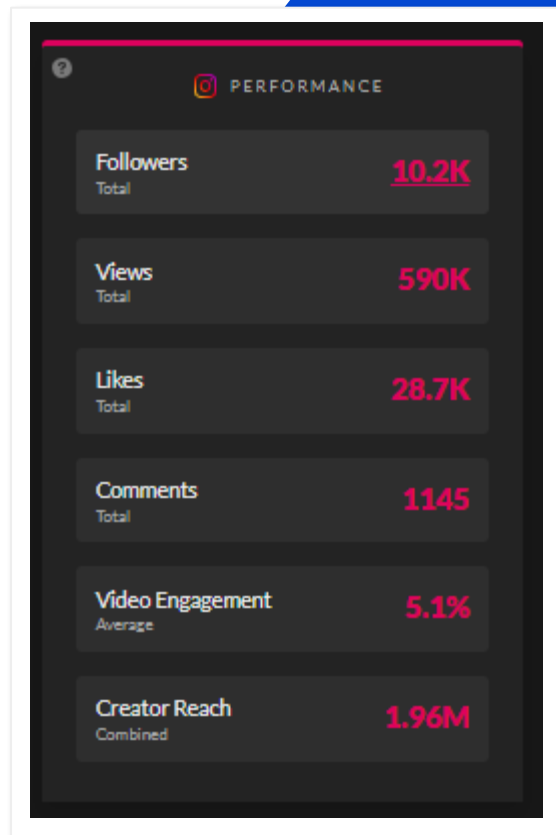 ?
PERFORMANCE
Followers
Total
10.2K
Views
Total
590K
Likes
Total
28.7K
Comments
Total
1145
Video Engagement
Average
5.1%
Creator Reach
Combined
1.96M